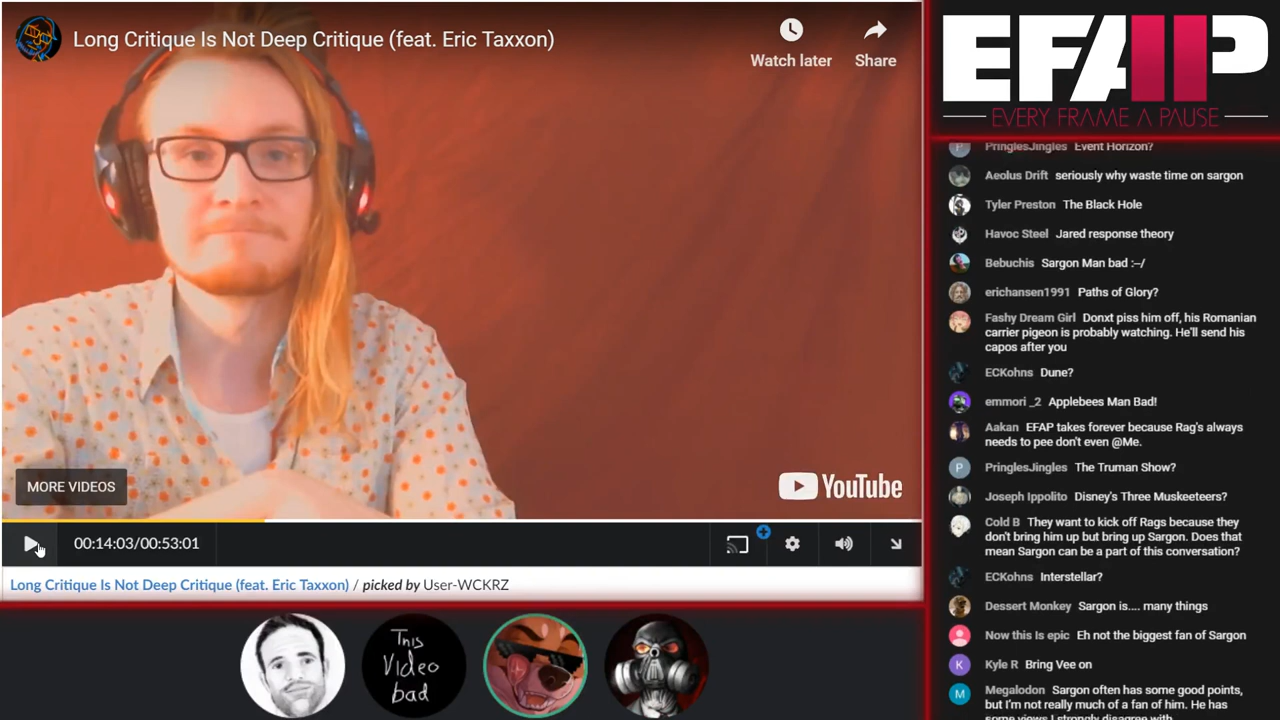 Long Critique Is Not Deep Critique (feat. Eric Taxxon)
Watch later
Share
MORE VIDEOS
YouTube
00:14:03/00:53:01
Long Critique Is Not Deep Critique (feat. Eric Taxxon) / picked by User-WCKRZ
This
Video
bad
EFAP
EVERY FRAME A PAUSE
PringlesJingles Event Horizon?
Aeolus Drift seriously why waste time on sargon
Tyler Preston The Black Hole
Havoc Steel Jared response theory
Bebuchis Sargon Man bad :-/
erichansen1991 Paths of Glory?
Fashy Dream Girl Donxt piss him off, his Romanian
carrier pigeon is probably watching. He'll send his
capos after you
ECKohns Dune?
emmori _2 Applebees Man Bad!
Aakan EFAP takes forever because Rag's always
needs to pee don't even @Me.
P
PringlesJingles The Truman Show?
Joseph Ippolito Disney's Three Muskeeteers?
Cold B They want to kick off Rags because they
don't bring him up but bring up Sargon. Does that
mean Sargon can be a part of this conversation?
ECKohns Interstellar?
Dessert Monkey Sargon is.... many things
Now this Is epic Eh not the biggest fan of Sargon
K
Kyle R Bring Vee on
M
Megalodon Sargon often has some good points,
but I'm not really much of a fan of him. He has
some views I strongly disagree with